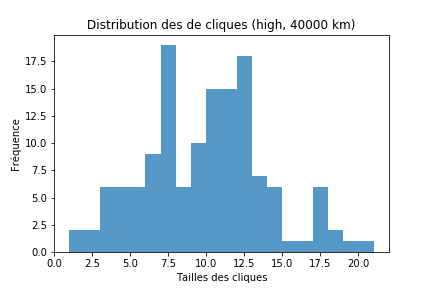 Distribution des de cliques (high, 40000 km)
Fréquence
17.5
15.0
12.5
10.0
7.5
5.0
2.5
0.0
0.0 2.5 5.0 7.5 10.0 12.5 15.0 17.5 20.0
Tailles des cliques